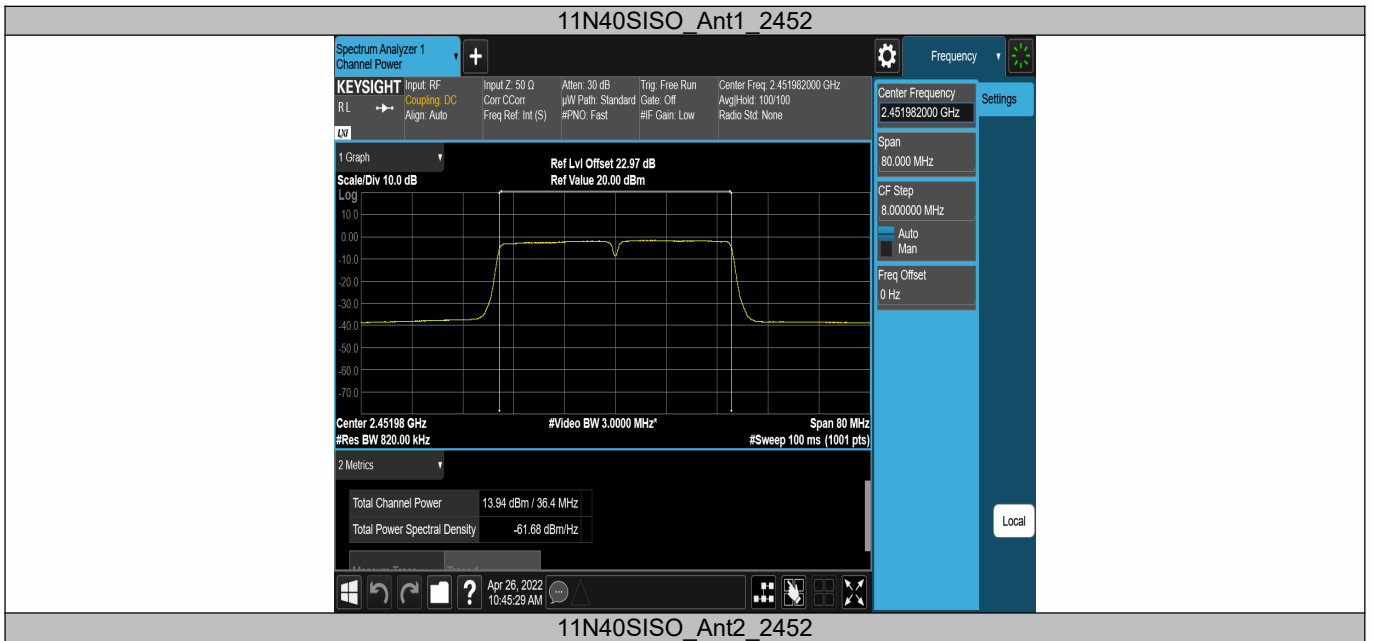 11N40SISO_Ant1_2452
Spectrum Analyzer 1
Channel Power
Frequency
KEYSIGHT
RL
LXI
Input: RF
Coupling: DC
Align: Auto
Input Z: 50 Ω
Corr CCorr
Freq Ref: Int (S)
Atten: 30 dB
µW Path: Standard
#PNO: Fast
Trig: Free Run
Gate: Off
#IF Gain: Low
Center Freq: 2.451982000 GHz
Avg|Hold: 100/100
Radio Std: None
Center Frequency
2.451982000 GHz
Settings
Span
80.000 MHz
CF Step
8.000000 MHz
Auto
Man
Freq Offset
0 Hz
1 Graph
Ref Lvl Offset 22.97 dB
Scale/Div 10.0 dB
Ref Value 20.00 dBm
Log
10.0
0.00
-10.0
-20.0
-30.0
-40.0
-50.0
-60.0
-70.0
Center 2.45198 GHz
#Video BW 3.0000 MHz*
Span 80 MHz
#Res BW 820.00 kHz
#Sweep 100 ms (1001 pts)
2 Metrics
Total Channel Power 13.94 dBm / 36.4 MHz
Total Power Spectral Density -61.68 dBm/Hz
Local
?
Apr 26, 2022
10:45:29 AM
11N40SISO_Ant2_2452